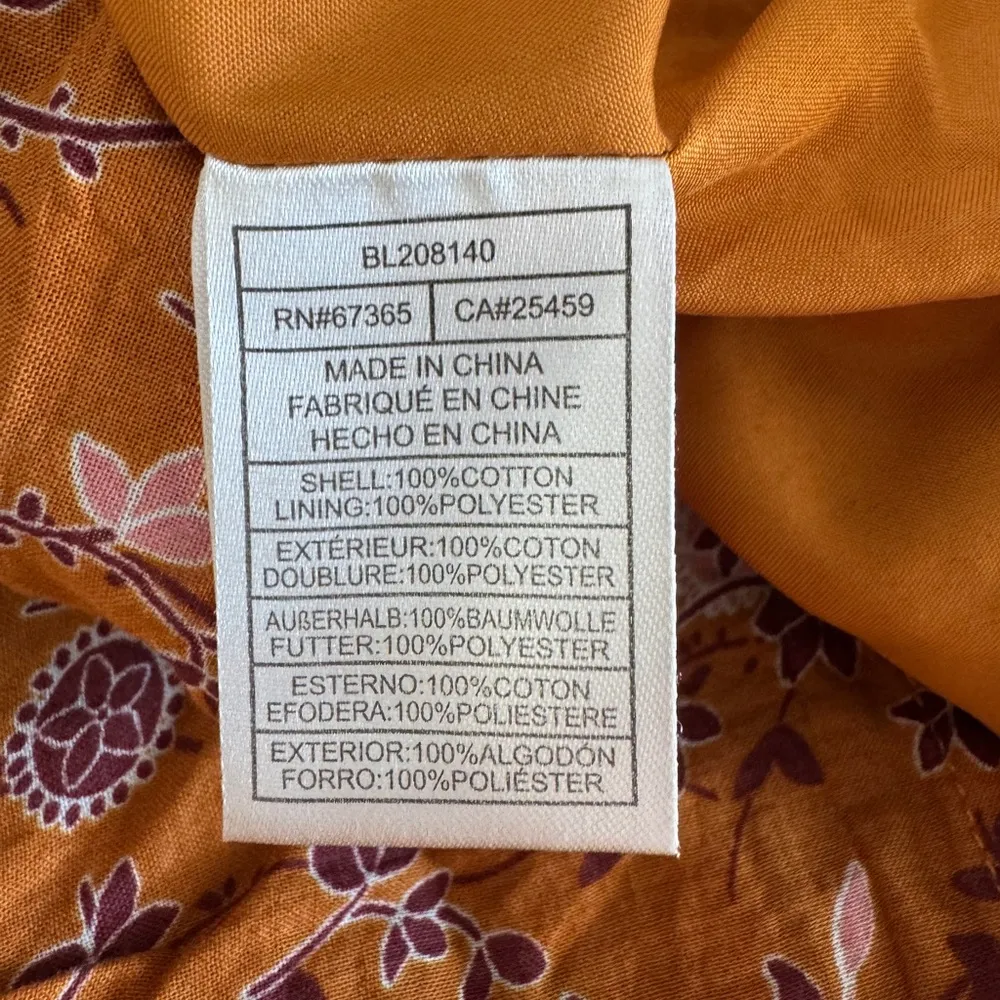 BL208140
RN#67365 CA#25459
MADE IN CHINA
FABRIQUÉ EN CHINE
HECHO EN CHINA
SHELL:100%COTTON
LINING:100%POLYESTER
EXTÉRIEUR:100%COTON
DOUBLURE:100%POLYESTER
AUßERHALB:100%BAUMWOLLE
FUTTER:100%POLYESTER
ESTERNO:100%COTON
EFODERA:100%POLIESTERE
EXTERIOR:100%ALGODÓN
FORRO:100%POLIÉSTER